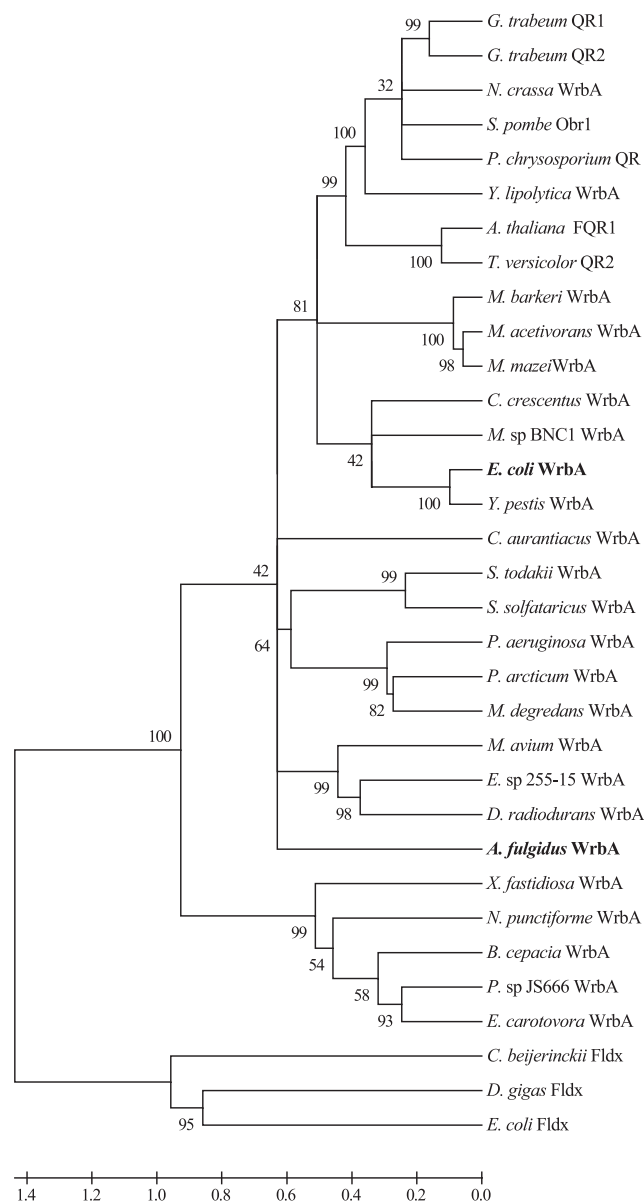 G. trabeum QR1
99
G. trabeum QR2
32
N. crassa WrbA
S. pombe Obr1
100
P. chrysosporium QR
99
Y. lipolytica WrbA
A. thaliana FQR1
100
T. versicolor QR2
81
M. barkeri WrbA
100
M. acetivorans WrbA
98
M. mazeiWrbA
C. crescentus WrbA
M. sp BNC1 WrbA
42
E. coli WrbA
100
Y. pestis WrbA
C. aurantiacus WrbA
42
99
S. todakii WrbA
S. solfataricus WrbA
64
P. aeruginosa WrbA
99
P. arcticum WrbA
82
M. degredans WrbA
100
M. avium WrbA
99
E. sp 255-15 WrbA
98
D. radiodurans WrbA
A. fulgidus WrbA
X. fastidiosa WrbA
99
N. punctiforme WrbA
54
B. cepacia WrbA
58
P. sp JS666 WrbA
93
E. carotovora WrbA
C. beijerinckii Fldx
D. gigas Fldx
95
E. coli Fldx
1.4 1.2 1.0 0.8 0.6 0.4 0.2 0.0